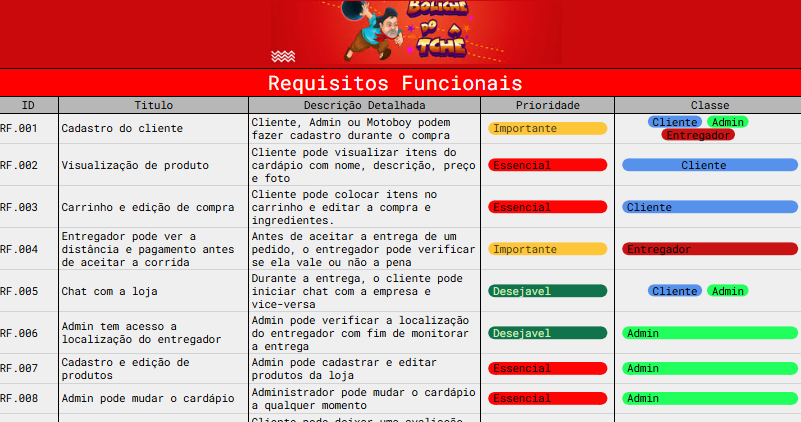 BOLICHE
DO
TCHÊ
Requisitos Funcionais
ID Titulo Descrição Detalhada Prioridade Classe
RF.001 Cadastro do cliente Cliente, Admin ou Motoboy podem fazer cadastro durante o compra Importante Cliente Admin Entregador
RF.002 Visualização de produto Cliente pode visualizar itens do cardápio com nome, descrição, preço e foto Essencial Cliente
RF.003 Carrinho e edição de compra Cliente pode colocar itens no carrinho e editar a compra e ingredientes. Essencial Cliente
RF.004 Entregador pode ver a distância e pagamento antes de aceitar a corrida Antes de aceitar a entrega de um pedido, o entregador pode verificar se ela vale ou não a pena Importante Entregador
RF.005 Chat com a loja Durante a entrega, o cliente pode iniciar chat com a empresa e vice-versa Desejavel Cliente Admin
RF.006 Admin tem acesso a localização do entregador Admin pode verificar a localização do entregador com fim de monitorar a entrega Desejavel Admin
RF.007 Cadastro e edição de produtos Admin pode cadastrar e editar produtos da loja Essencial Admin
RF.008 Admin pode mudar o cardápio Administrador pode mudar o cardápio a qualquer momento Essencial Admin
Cliente pode deixar uma avaliação